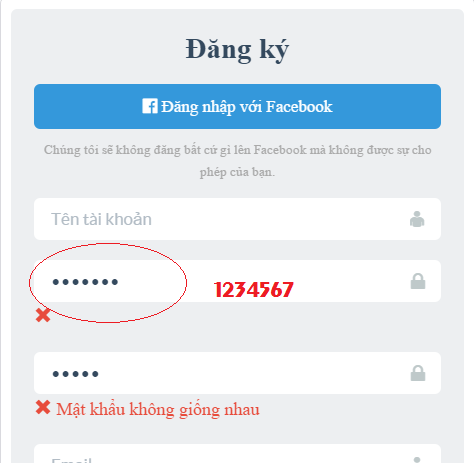 Đăng ký
Đăng nhập với Facebook
Chúng tôi sẽ không đăng bất cứ gì lên Facebook mà không được sự cho
phép của bạn.
Tên tài khoản
••••••• 1234567
•••••
Mật khẩu không giống nhau
Email